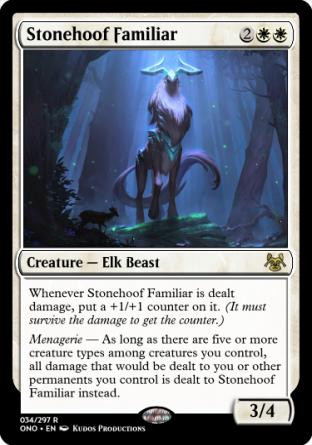 Stonehoof Familiar 2
Creature — Elk Beast
Whenever Stonehoof Familiar is dealt
damage, put a +1/+1 counter on it. (It must
survive the damage to get the counter.)
Menagerie — As long as there are five or more
creature types among creatures you control,
all damage that would be dealt to you or other
permanents you control is dealt to Stonehoof
Familiar instead.
3/4
034/297 R
ONO • EN Kudos Productions